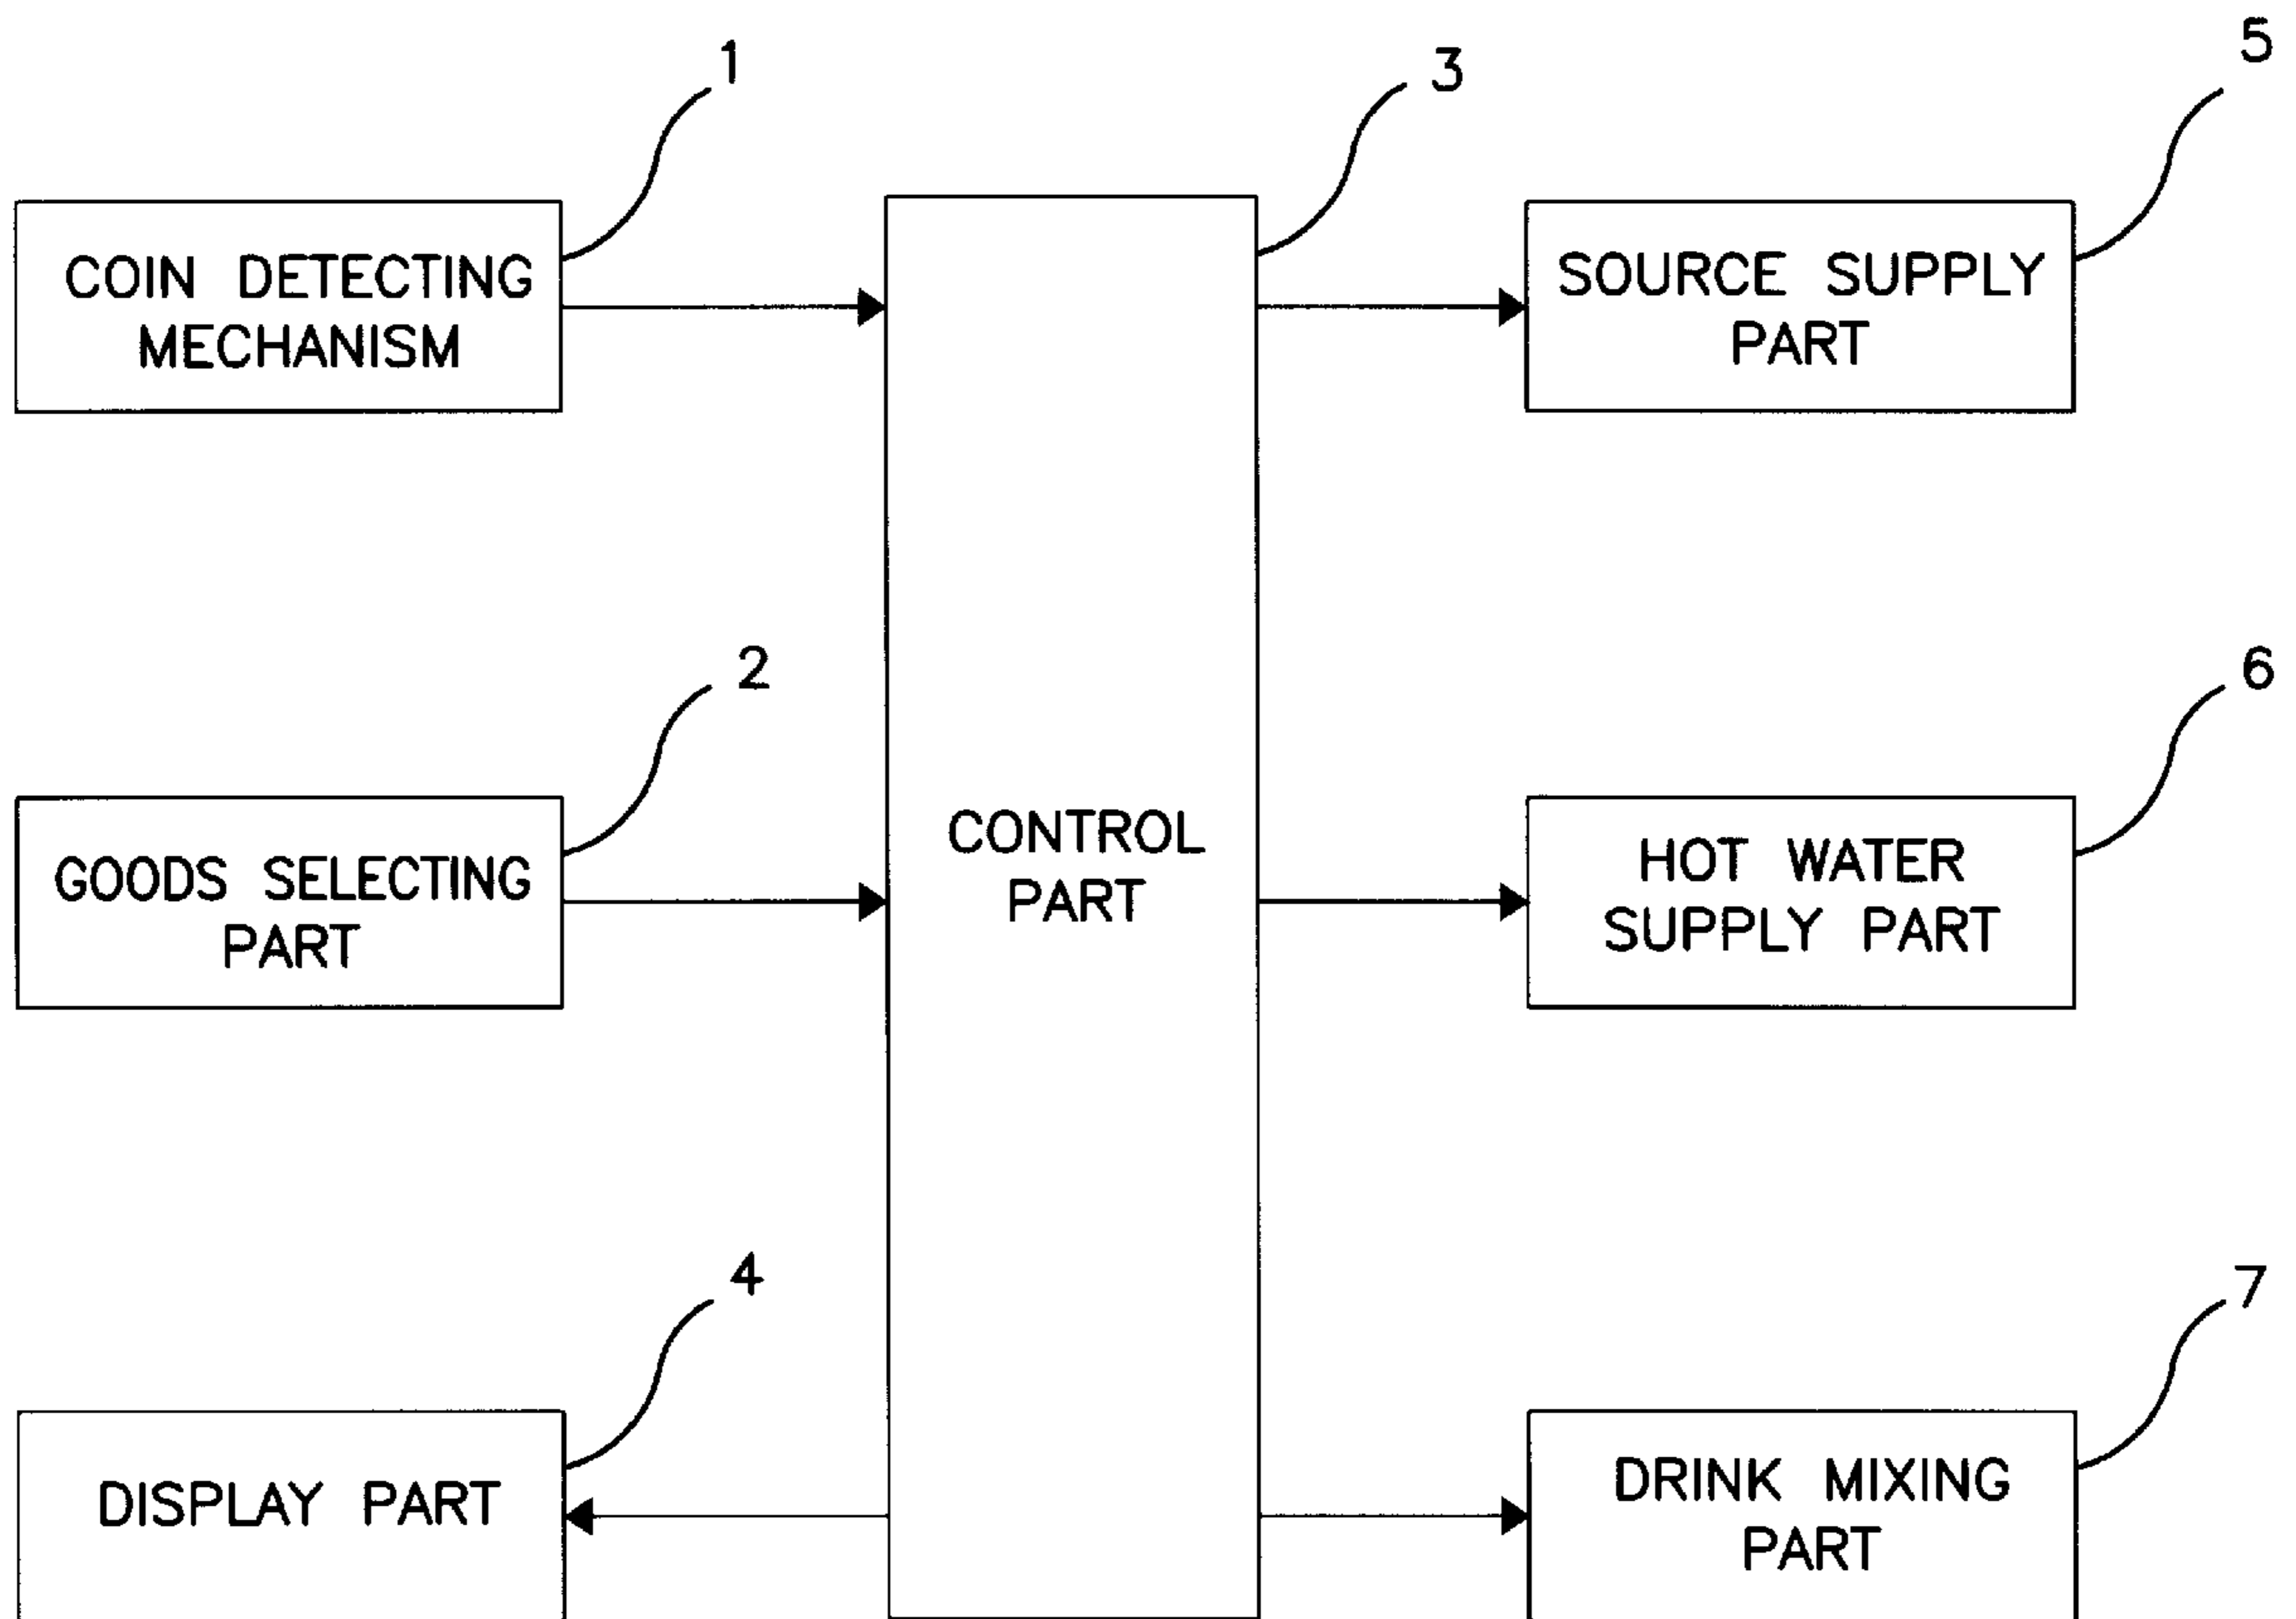 1
3
5
COIN DETECTING
MECHANISM
SOURCE SUPPLY
PART
2
6
GOODS SELECTING
PART
CONTROL
PART
HOT WATER
SUPPLY PART
4
7
DISPLAY PART
DRINK MIXING
PART